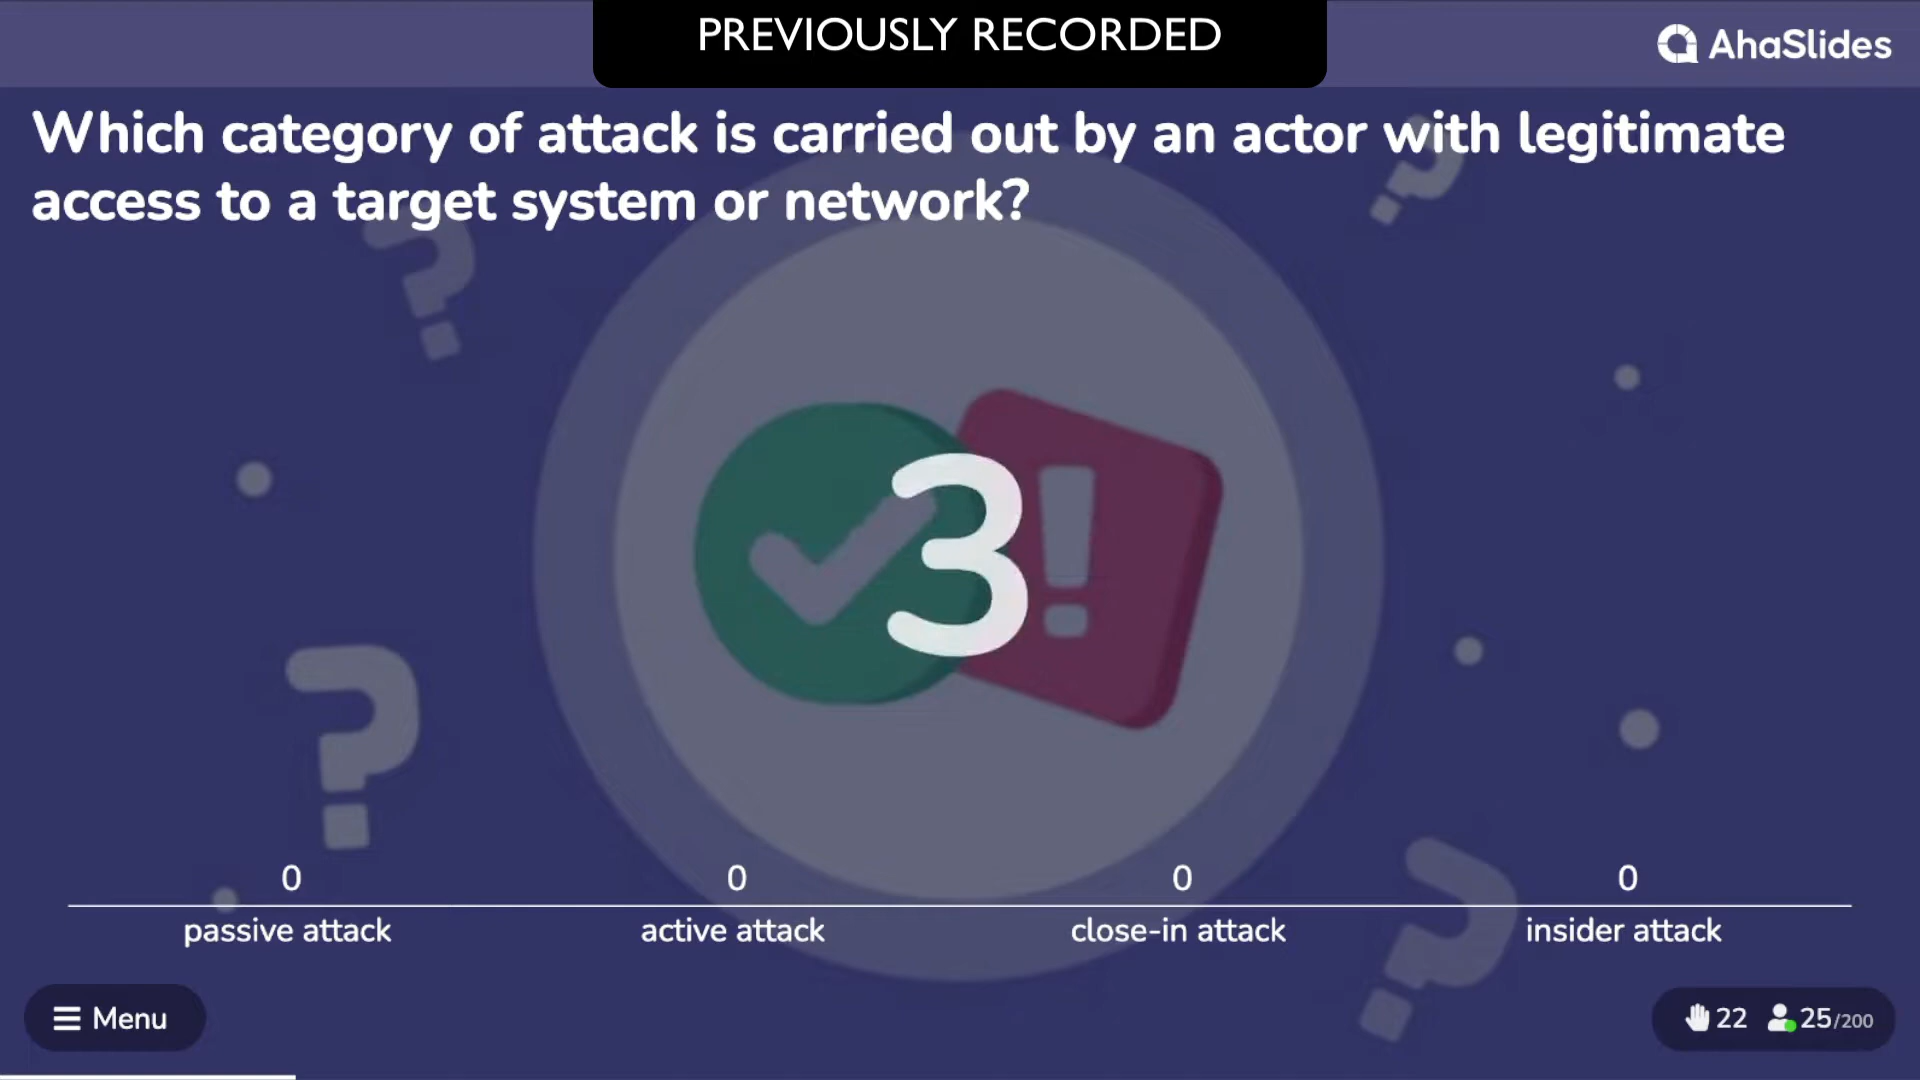 PREVIOUSLY RECORDED
AhaSlides
Which category of attack is carried out by an actor with legitimate
access to a target system or network?
3
0 0 0 0
passive attack active attack close-in attack insider attack
Menu 22 25/200